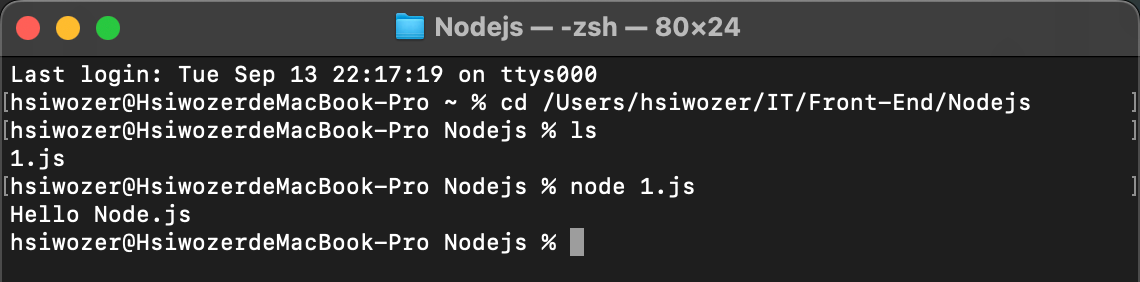 Nodejs — -zsh — 80×24
Last login: Tue Sep 13 22:17:19 on ttys000
[hsiwozer@HsiwozerdeMacBook-Pro ~ % cd /Users/hsiwozer/IT/Front-End/Nodejs ]
[hsiwozer@HsiwozerdeMacBook-Pro Nodejs % ls ]
1.js
[hsiwozer@HsiwozerdeMacBook-Pro Nodejs % node 1.js ]
Hello Node.js
hsiwozer@HsiwozerdeMacBook-Pro Nodejs %